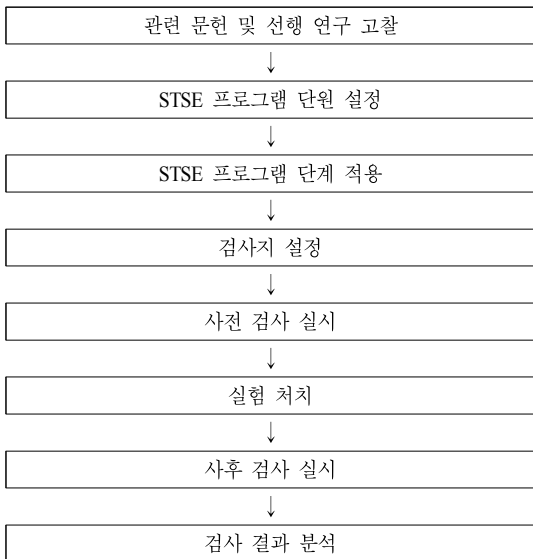 관련 문헌 및 선행 연구 고찰
↓
STSE 프로그램 단원 설정
↓
STSE 프로그램 단계 적용
↓
검사지 설정
↓
사전 검사 실시
↓
실험 처치
↓
사후 검사 실시
↓
검사 결과 분석